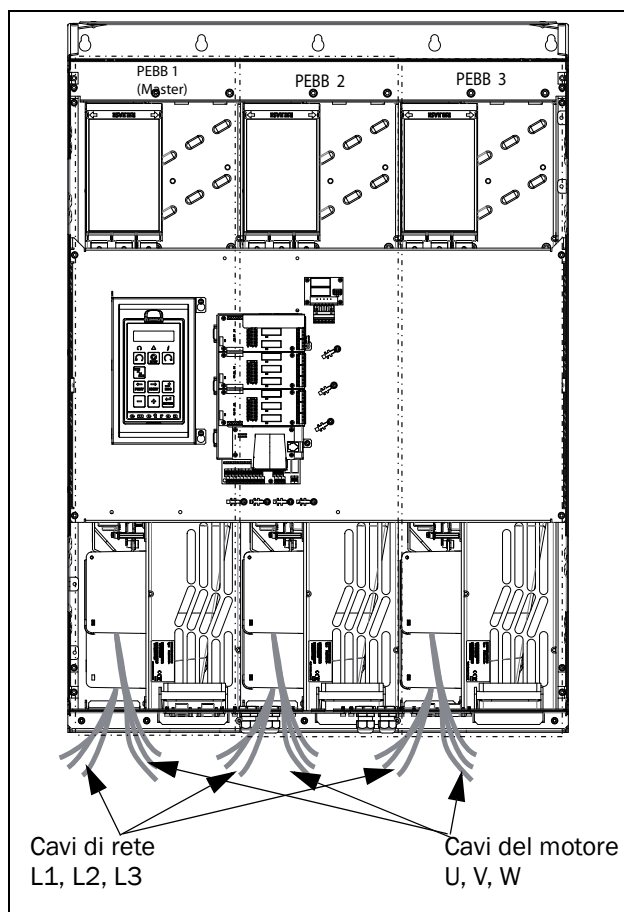 PEBB 1
(Master)
PEBB 2
PEBB 3
Cavi di rete
L1, L2, L3
Cavi del motore
U, V, W